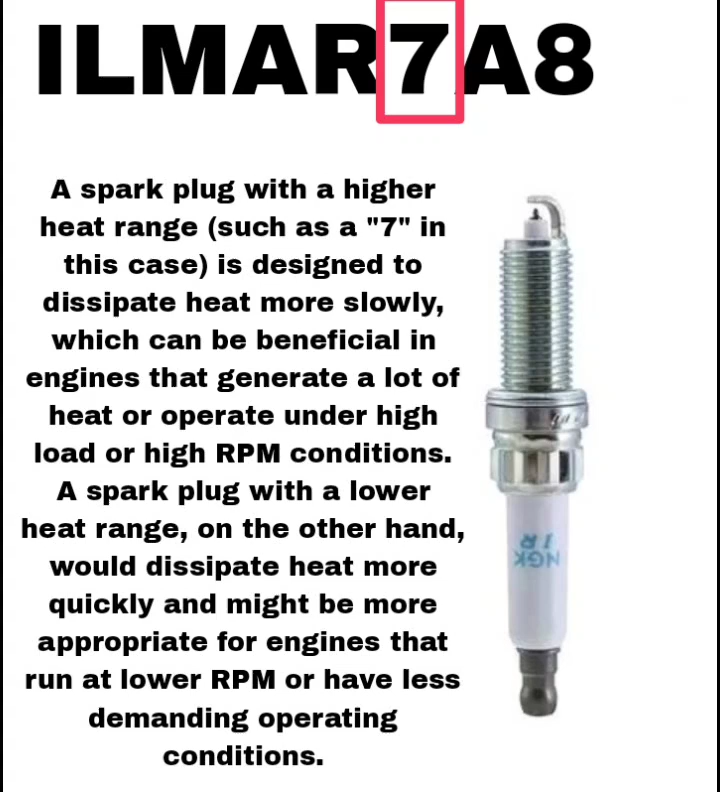 ILMAR7A8
A spark plug with a higher
heat range (such as a "7" in
this case) is designed to
dissipate heat more slowly,
which can be beneficial in
engines that generate a lot of
heat or operate under high
load or high RPM conditions.
A spark plug with a lower
heat range, on the other hand,
would dissipate heat more
quickly and might be more
appropriate for engines that
run at lower RPM or have less
demanding operating
conditions.
NGK
IR